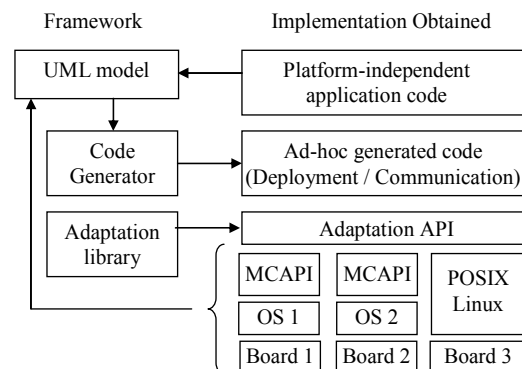 Framework
Implementation Obtained
UML model
Platform-independent
application code
Code
Generator
Ad-hoc generated code
(Deployment / Communication)
Adaptation
library
Adaptation API
MCAPI
MCAPI
POSIX
Linux
OS 1
OS 2
Board 1
Board 2
Board 3